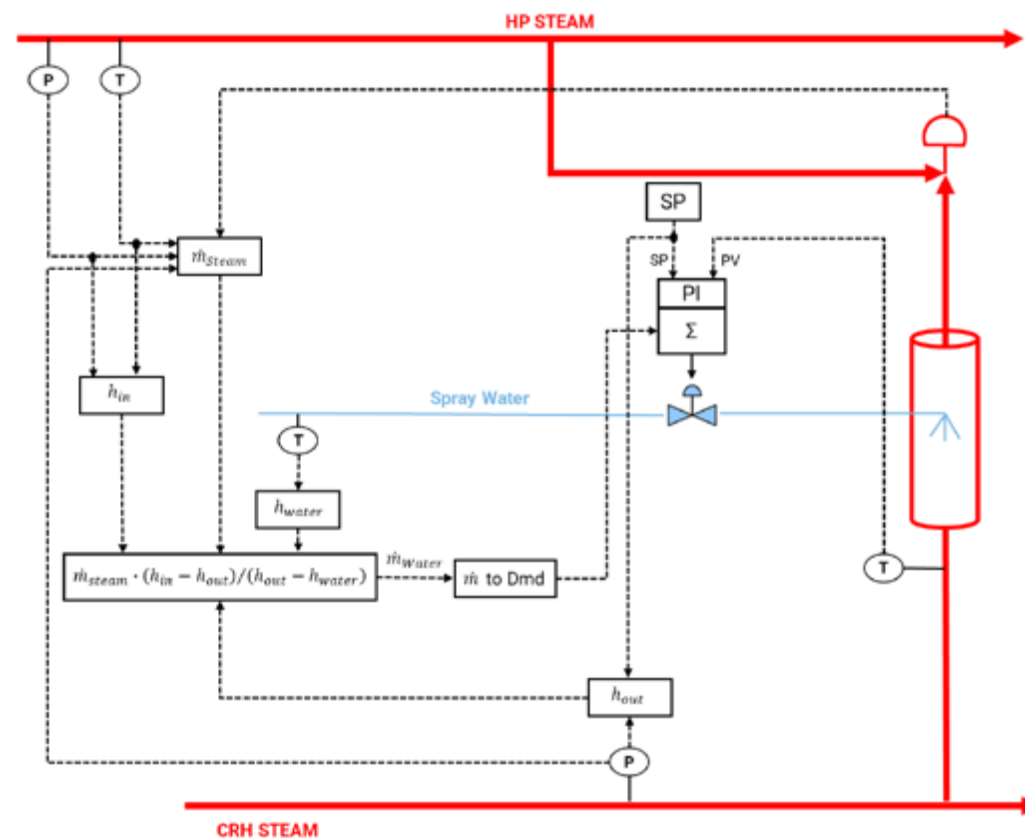 HP STEAM
P
T
SP
ṁ_Steam
SP
PV
PI
Σ
h_in
Spray Water
T
h_water
ṁ_Water
ṁ_steam · (h_in − h_out)/(h_out − h_water)
ṁ to Dmd
T
h_out
P
CRH STEAM